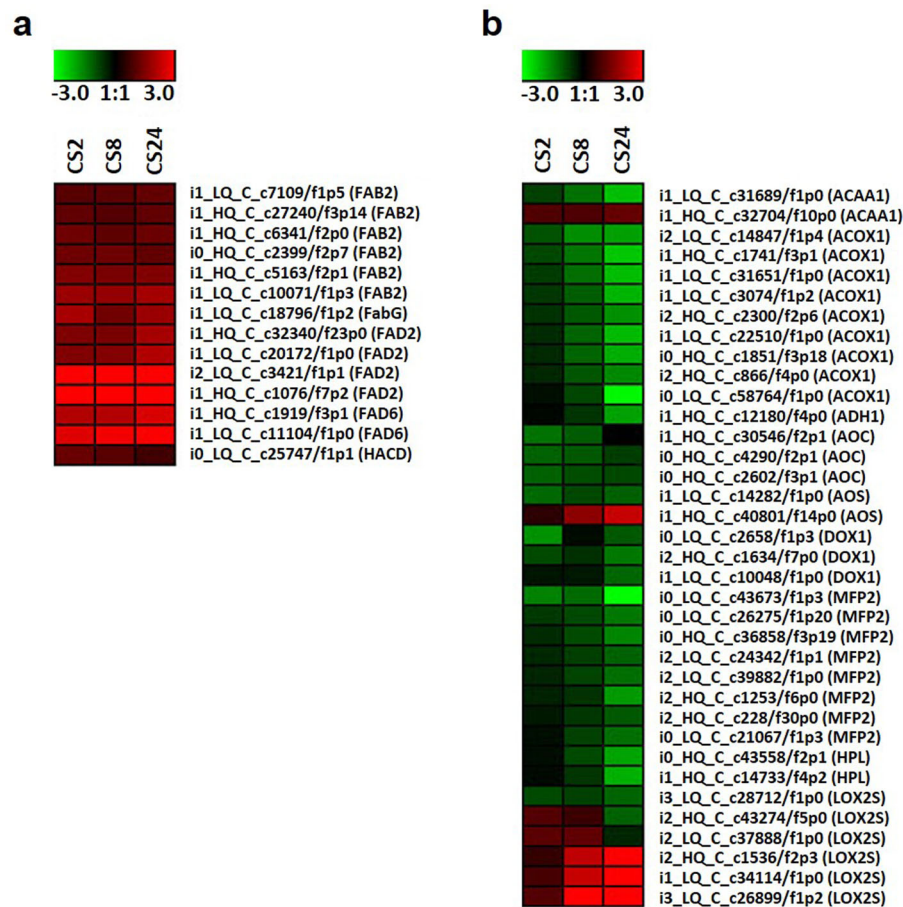 a
-3.0 1:1 3.0
CS2 CS8 CS24
i1_LQ_C_c7109/f1p5 (FAB2)
i1_HQ_C_c27240/f3p14 (FAB2)
i1_HQ_C_c6341/f2p0 (FAB2)
i0_HQ_C_c2399/f2p7 (FAB2)
i1_HQ_C_c5163/f2p1 (FAB2)
i1_LQ_C_c10071/f1p3 (FAB2)
i1_LQ_C_c18796/f1p2 (FabG)
i1_HQ_C_c32340/f23p0 (FAD2)
i1_LQ_C_c20172/f1p0 (FAD2)
i2_LQ_C_c3421/f1p1 (FAD2)
i1_HQ_C_c1076/f7p2 (FAD2)
i1_HQ_C_c1919/f3p1 (FAD6)
i1_LQ_C_c11104/f1p0 (FAD6)
i0_LQ_C_c25747/f1p1 (HACD)
b
-3.0 1:1 3.0
CS2 CS8 CS24
i1_LQ_C_c31689/f1p0 (ACAA1)
i1_HQ_C_c32704/f10p0 (ACAA1)
i2_LQ_C_c14847/f1p4 (ACOX1)
i1_HQ_C_c1741/f3p1 (ACOX1)
i1_LQ_C_c31651/f1p0 (ACOX1)
i1_LQ_C_c3074/f1p2 (ACOX1)
i2_HQ_C_c2300/f2p6 (ACOX1)
i1_LQ_C_c22510/f1p0 (ACOX1)
i0_HQ_C_c1851/f3p18 (ACOX1)
i2_HQ_C_c866/f4p0 (ACOX1)
i0_LQ_C_c58764/f1p0 (ACOX1)
i1_HQ_C_c12180/f4p0 (ADH1)
i1_HQ_C_c30546/f2p1 (AOC)
i0_HQ_C_c4290/f2p1 (AOC)
i0_HQ_C_c2602/f3p1 (AOC)
i1_LQ_C_c14282/f1p0 (AOS)
i1_HQ_C_c40801/f14p0 (AOS)
i0_LQ_C_c2658/f1p3 (DOX1)
i2_HQ_C_c1634/f7p0 (DOX1)
i1_LQ_C_c10048/f1p0 (DOX1)
i0_LQ_C_c43673/f1p3 (MFP2)
i0_LQ_C_c26275/f1p20 (MFP2)
i0_HQ_C_c36858/f3p19 (MFP2)
i2_LQ_C_c24342/f1p1 (MFP2)
i2_LQ_C_c39882/f1p0 (MFP2)
i2_HQ_C_c1253/f6p0 (MFP2)
i2_HQ_C_c228/f30p0 (MFP2)
i0_LQ_C_c21067/f1p3 (MFP2)
i0_HQ_C_c43558/f2p1 (HPL)
i1_HQ_C_c14733/f4p2 (HPL)
i3_LQ_C_c28712/f1p0 (LOX2S)
i2_HQ_C_c43274/f5p0 (LOX2S)
i2_LQ_C_c37888/f1p0 (LOX2S)
i2_HQ_C_c1536/f2p3 (LOX2S)
i1_LQ_C_c34114/f1p0 (LOX2S)
i3_LQ_C_c26899/f1p2 (LOX2S)